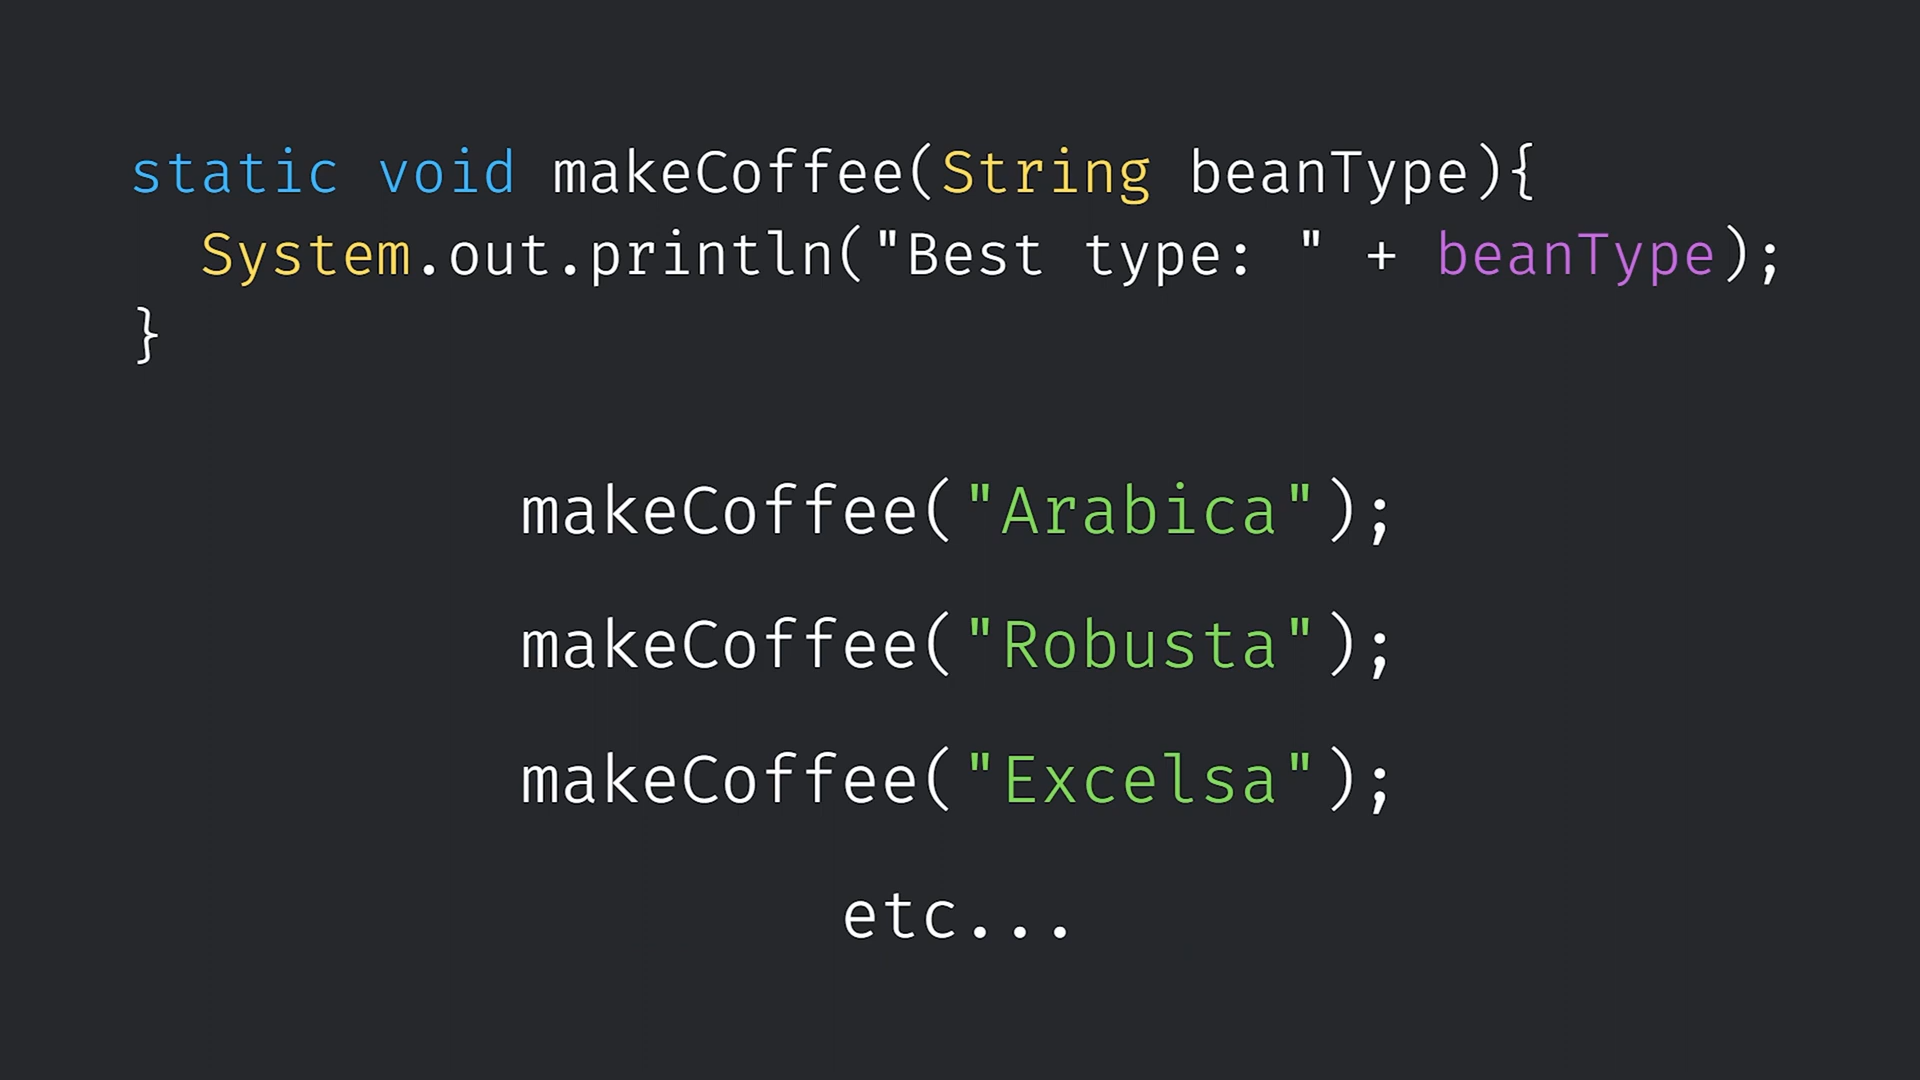 static void makeCoffee(String beanType){
System.out.println("Best type: " + beanType);
}
makeCoffee("Arabica");
makeCoffee("Robusta");
makeCoffee("Excelsa");
etc...